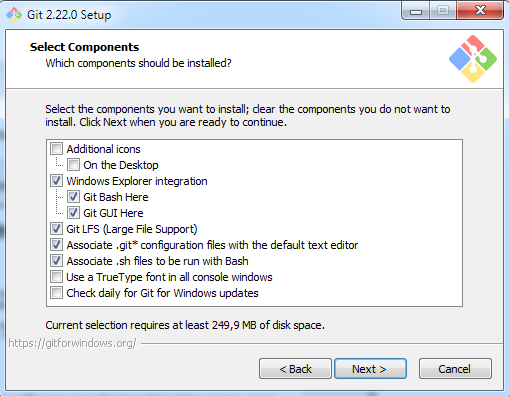 Git 2.22.0 Setup
Select Components
Which components should be installed?
Select the components you want to install; clear the components you do not want to
install. Click Next when you are ready to continue.
Additional icons
On the Desktop
Windows Explorer integration
Git Bash Here
Git GUI Here
Git LFS (Large File Support)
Associate .git* configuration files with the default text editor
Associate .sh files to be run with Bash
Use a TrueType font in all console windows
Check daily for Git for Windows updates
Current selection requires at least 249,9 MB of disk space.
https://gitforwindows.org/
< Back
Next >
Cancel